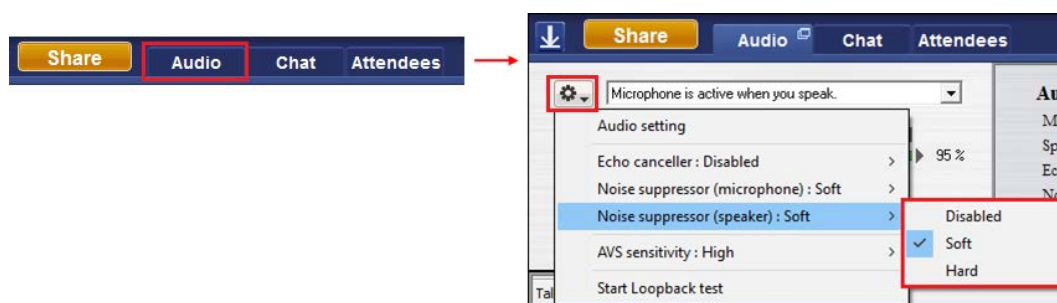 Share Audio Chat Attendees
Share Audio Chat Attendees
Microphone is active when you speak.
Audio setting
95 %
Echo canceller : Disabled
Noise suppressor (microphone) : Soft
Noise suppressor (speaker) : Soft
Disabled
Soft
Hard
AVS sensitivity : High
Start Loopback test